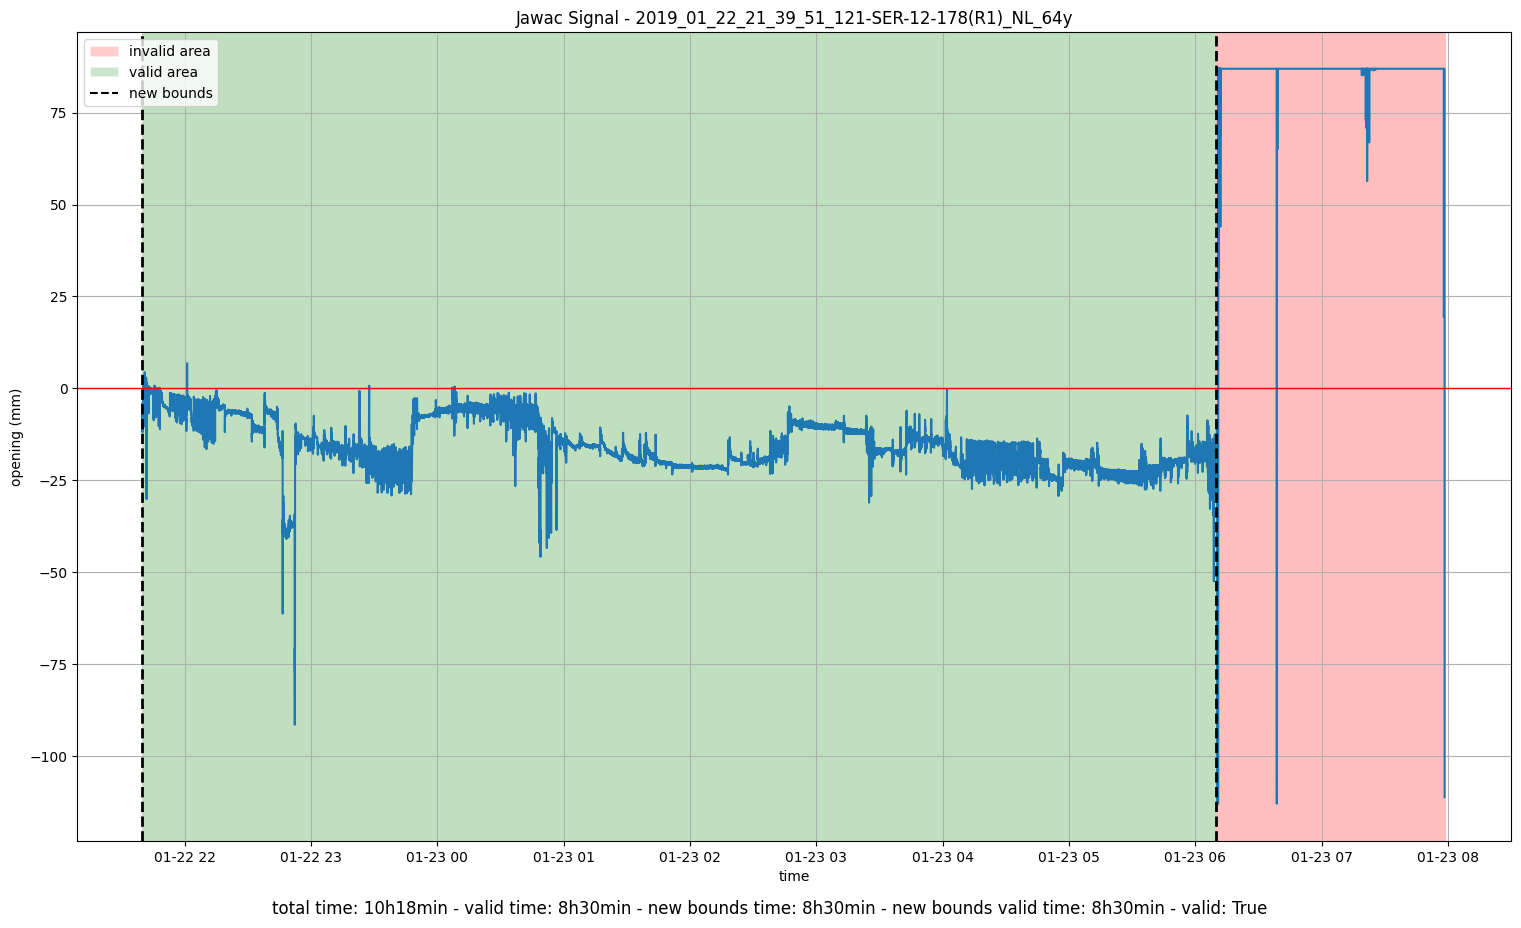 Jawac Signal - 2019_01_22_21_39_51_121-SER-12-178(R1)_NL_64y
invalid area
valid area
new bounds
75
50
25
0
−25
−50
−75
−100
opening (mm)
01-22 22
01-22 23
01-23 00
01-23 01
01-23 02
01-23 03
01-23 04
01-23 05
01-23 06
01-23 07
01-23 08
time
total time: 10h18min - valid time: 8h30min - new bounds time: 8h30min - new bounds valid time: 8h30min - valid: True